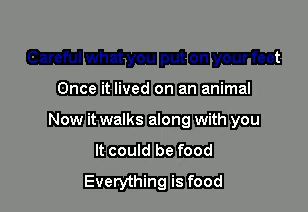 Careful what you put on your feet
Once it lived on an animal
Now it walks along with you
It could be food
Everything is food